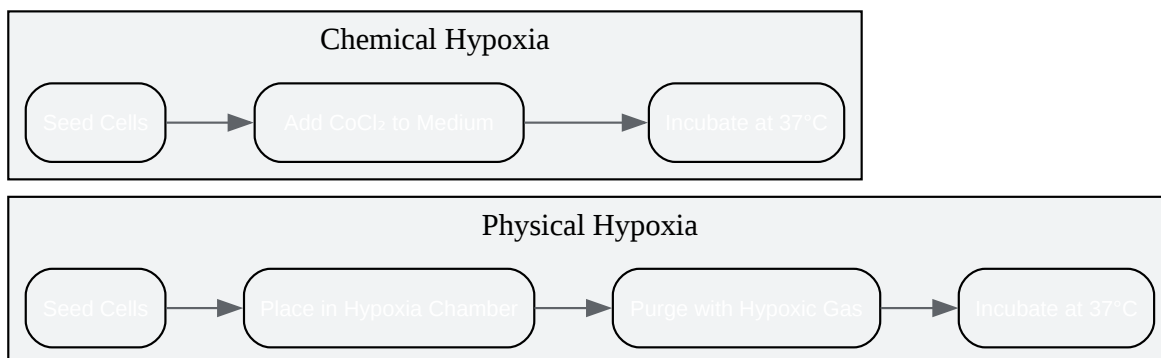 Chemical Hypoxia
Seed Cells
Add CoCl₂ to Medium
Incubate at 37°C
Physical Hypoxia
Seed Cells
Place in Hypoxia Chamber
Purge with Hypoxic Gas
Incubate at 37°C